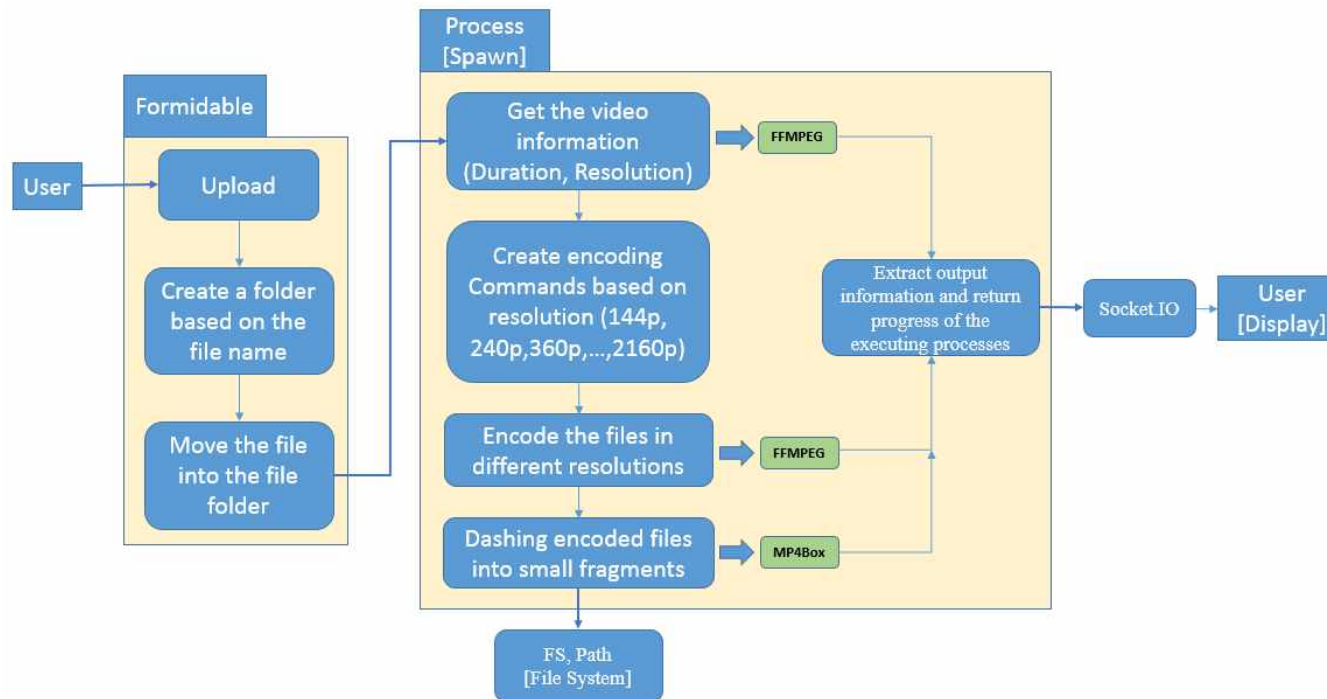 Process
[Spawn]
Formidable
User
Upload
Create a folder
based on the
file name
Move the file
into the file
folder
Get the video
information
(Duration, Resolution)
FFMPEG
Create encoding
Commands based on
resolution (144p,
240p,360p,...,2160p)
Encode the files in
different resolutions
FFMPEG
Dashing encoded files
into small fragments
MP4Box
Extract output
information and return
progress of the
executing processes
Socket.IO
User
[Display]
FS, Path
[File System]